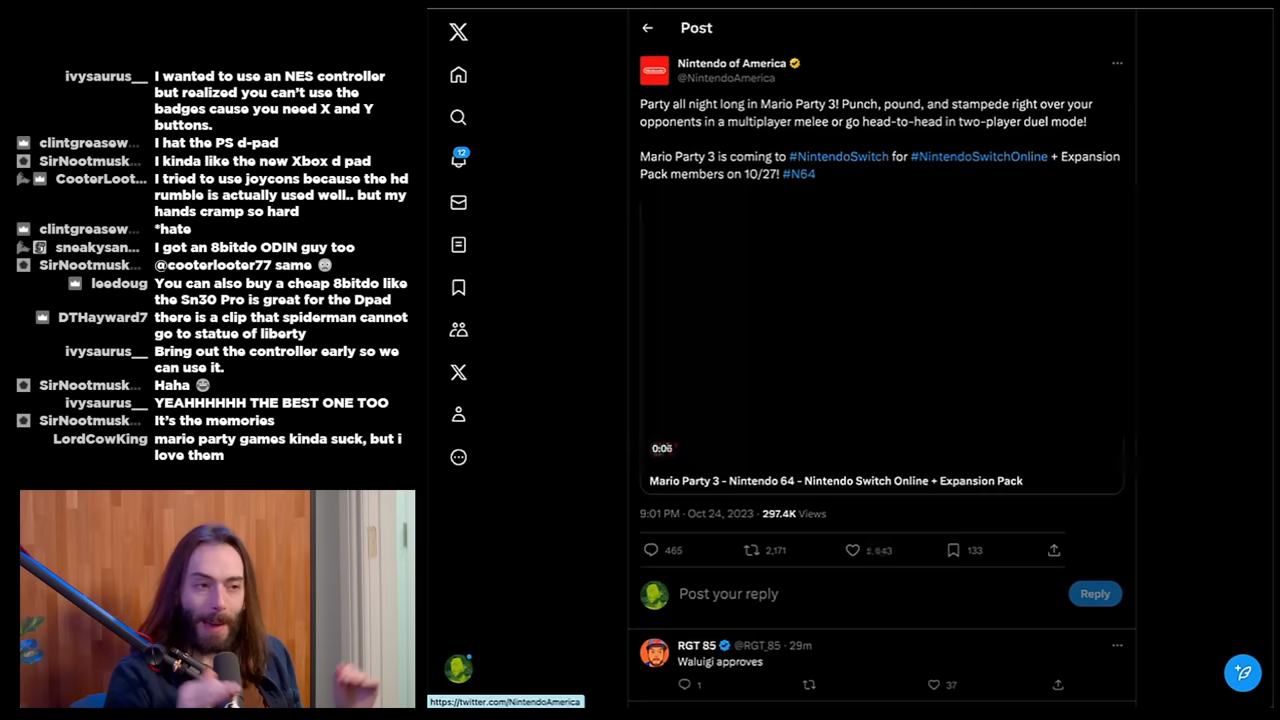 ivysaurus__ I wanted to use an NES controller
but realized you can't use the
badges cause you need X and Y
buttons.
clintgreasew... I hat the PS d-pad
SirNootmusk... I kinda like the new Xbox d pad
CooterLoot... I tried to use joycons because the hd
rumble is actually used well.. but my
hands cramp so hard
clintgreasew... *hate
sneakysan... I got an 8bitdo ODIN guy too
SirNootmusk... @cooterlooter77 same
leedoug You can also buy a cheap 8bitdo like
the Sn30 Pro is great for the Dpad
DTHayward7 there is a clip that spiderman cannot
go to statue of liberty
ivysaurus__ Bring out the controller early so we
can use it.
SirNootmusk... Haha
ivysaurus__ YEAHHHHHH THE BEST ONE TOO
SirNootmusk... It's the memories
LordCowKing mario party games kinda suck, but i
love them
12
Post
Nintendo of America
@NintendoAmerica
Party all night long in Mario Party 3! Punch, pound, and stampede right over your
opponents in a multiplayer melee or go head-to-head in two-player duel mode!
Mario Party 3 is coming to #NintendoSwitch for #NintendoSwitchOnline + Expansion
Pack members on 10/27! #N64
0:06
Mario Party 3 - Nintendo 64 - Nintendo Switch Online + Expansion Pack
9:01 PM · Oct 24, 2023 · 297.4K Views
465 2,171 133
Post your reply
Reply
RGT 85 @RGT_85 · 29m
Waluigi approves
1 37
https://twitter.com/NintendoAmerica